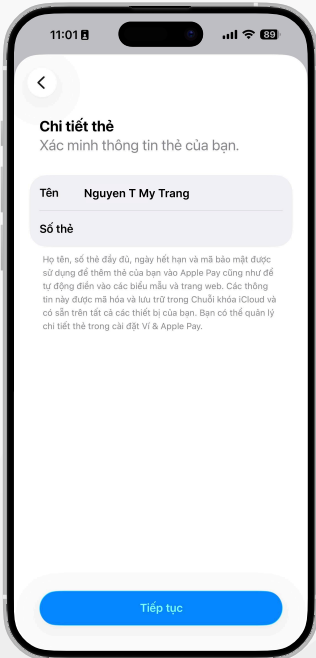 11:01
89
Chi tiết thẻ
Xác minh thông tin thẻ của bạn.
Tên Nguyen T My Trang
Số thẻ
Họ tên, số thẻ đầy đủ, ngày hết hạn và mã bảo mật được
sử dụng để thêm thẻ của bạn vào Apple Pay cũng như để
tự động điền vào các biểu mẫu và trang web. Các thông
tin này được mã hóa và lưu trữ trong Chuỗi khóa iCloud và
có sẵn trên tất cả các thiết bị của bạn. Bạn có thể quản lý
chi tiết thẻ trong cài đặt Ví & Apple Pay.
Tiếp tục